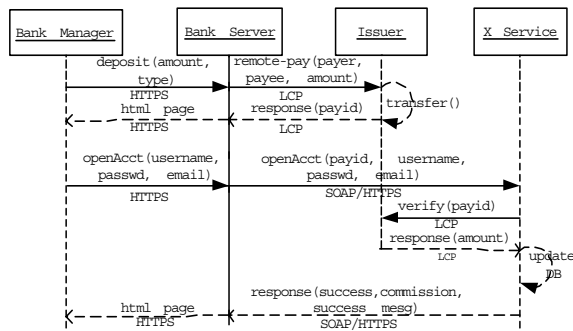 Bank Manager
Bank Server
Issuer
X Service
deposit(amount,
type)
HTTPS
remote-pay(payer,
payee, amount)
LCP
transfer()
html page
HTTPS
response(payid)
LCP
openAcct(username,
passwd, email)
HTTPS
openAcct(payid, username,
passwd, email)
SOAP/HTTPS
verify(payid)
LCP
response(amount)
LCP
update
DB
response(success,commission,
success mesg)
SOAP/HTTPS
html page
HTTPS